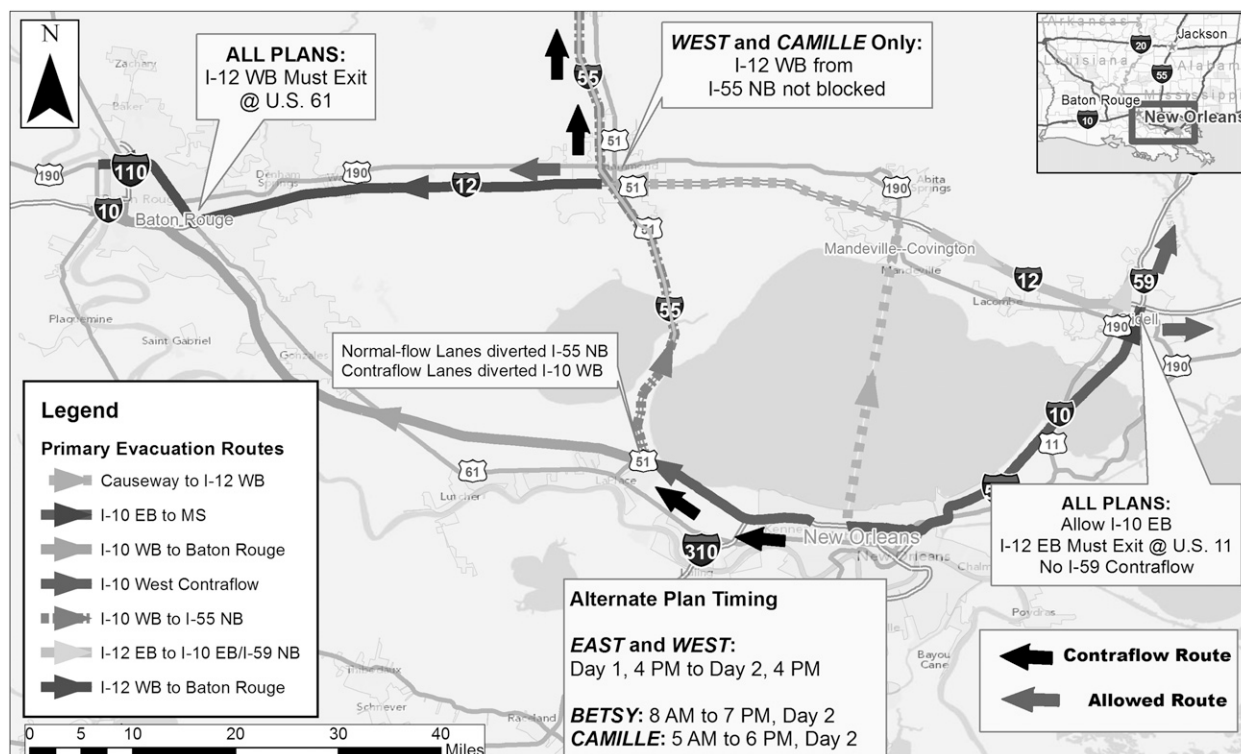 N
ALL PLANS:
I-12 WB Must Exit
@ U.S. 61
WEST and CAMILLE Only:
I-12 WB from
I-55 NB not blocked
Arkansas
Louisiana
Mississippi
Alabama
Jackson
20
55
Baton Rouge
New Orleans
10
Zachary
Baker
55
51
190
110
Denham
Springs
190
12
51
190
Abita
Springs
10
Baton Rouge
51
Mandeville--Covington
Mandeville
12
59
Lacombe
190
Plaquemine
Saint Gabriel
Gonzales
55
190
Normal-flow Lanes diverted I-55 NB
Contraflow Lanes diverted I-10 WB
10
11
51
LaPlace
61
Lutcher
310
Kenner
New Orleans
New Orleans
Poydras
Bayou
Cane
Thibodaux
Schriever
Raceland
ALL PLANS:
Allow I-10 EB
I-12 EB Must Exit @ U.S. 11
No I-59 Contraflow
Legend
Primary Evacuation Routes
Causeway to I-12 WB
I-10 EB to MS
I-10 WB to Baton Rouge
I-10 West Contraflow
I-10 WB to I-55 NB
I-12 EB to I-10 EB/I-59 NB
I-12 WB to Baton Rouge
Alternate Plan Timing
EAST and WEST:
Day 1, 4 PM to Day 2, 4 PM
BETSY: 8 AM to 7 PM, Day 2
CAMILLE: 5 AM to 6 PM, Day 2
Contraflow Route
Allowed Route
0 5 10 20 30 40
Miles